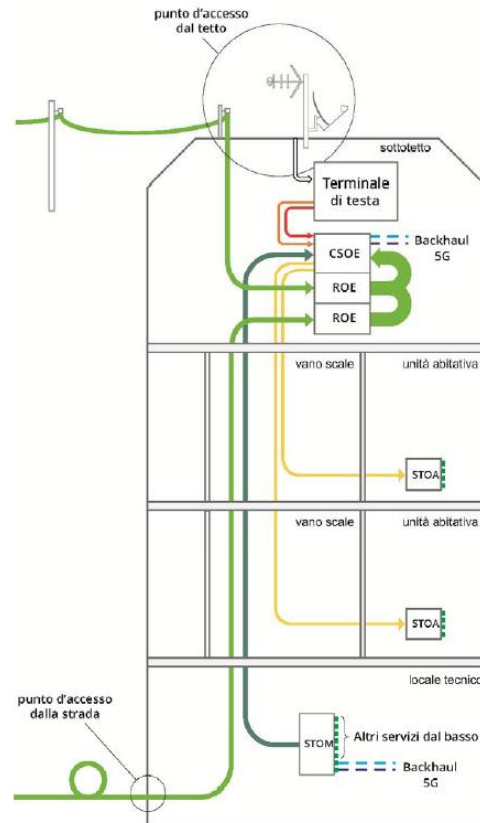 punto d'accesso
dal tetto
sottotetto
Terminale
di testa
CSOE
Backhaul
5G
ROE
ROE
vano scale
unità abitativa
STOA
vano scale
unità abitativa
STOA
locale tecnico
punto d'accesso
dalla strada
STOM
Altri servizi dal basso
Backhaul
5G